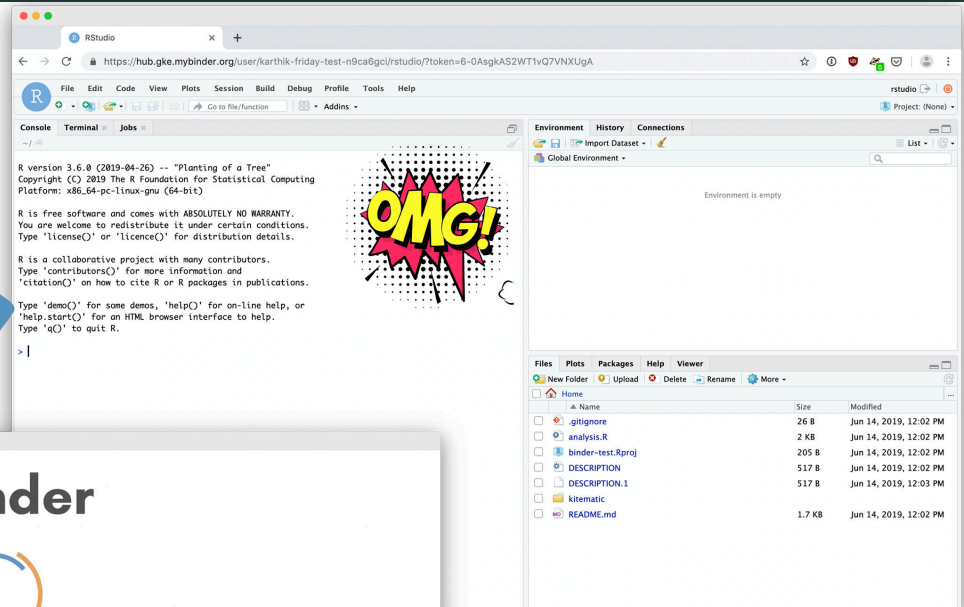 RStudio
https://hub.gke.mybinder.org/user/karthik-friday-test-n9ca6gci/rstudio/?token=6-0AsgkAS2WT1vQ7VNXUgA
R
File Edit Code View Plots Session Build Debug Profile Tools Help
rstudio
Go to file/function
Addins
Project: (None)
Console Terminal Jobs
~/
R version 3.6.0 (2019-04-26) -- "Planting of a Tree"
Copyright (C) 2019 The R Foundation for Statistical Computing
Platform: x86_64-pc-linux-gnu (64-bit)
R is free software and comes with ABSOLUTELY NO WARRANTY.
You are welcome to redistribute it under certain conditions.
Type 'license()' or 'licence()' for distribution details.
R is a collaborative project with many contributors.
Type 'contributors()' for more information and
'citation()' on how to cite R or R packages in publications.
Type 'demo()' for some demos, 'help()' for on-line help, or
'help.start()' for an HTML browser interface to help.
Type 'q()' to quit R.
>
OMG!
Environment History Connections
Import Dataset
List
Global Environment
Environment is empty
Files Plots Packages Help Viewer
New Folder Upload Delete Rename More
Home
...
Name Size Modified
.gitignore 26 B Jun 14, 2019, 12:02 PM
analysis.R 2 KB Jun 14, 2019, 12:02 PM
binder-test.Rproj 205 B Jun 14, 2019, 12:02 PM
DESCRIPTION 517 B Jun 14, 2019, 12:02 PM
DESCRIPTION.1 517 B Jun 14, 2019, 12:03 PM
kitematic
README.md 1.7 KB Jun 14, 2019, 12:02 PM
nder